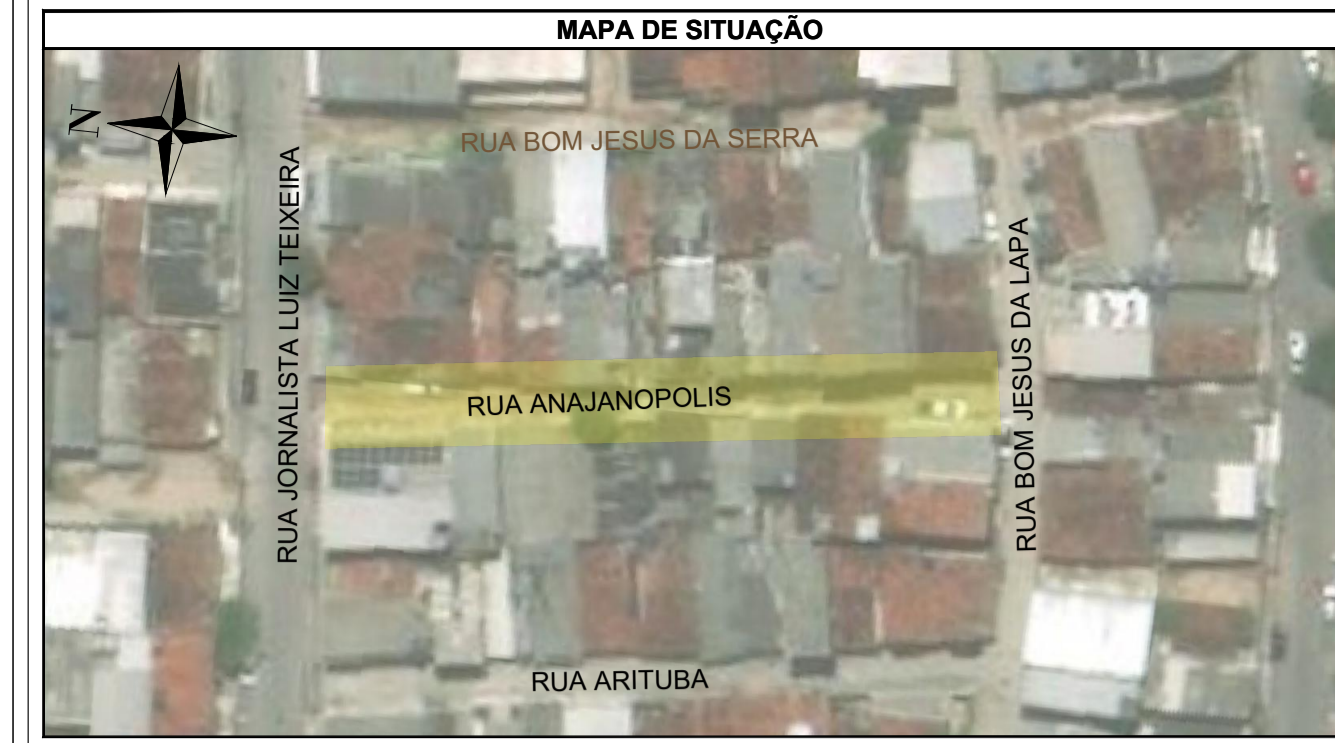 MAPA DE SITUAÇÃO
N
RUA BOM JESUS DA SERRA
RUA JORNALISTA LUIZ TEIXEIRA
RUA BOM JESUS DA LAPA
RUA ANAJANOPOLIS
RUA ARITUBA